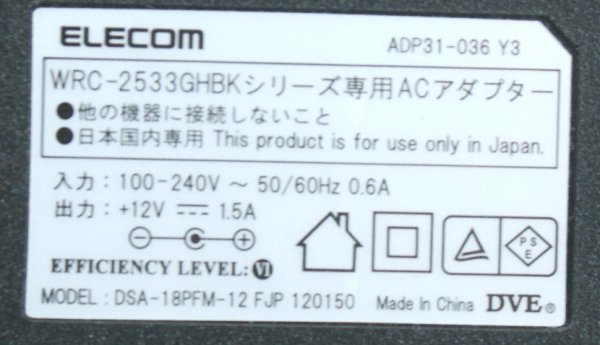 ELECOM
ADP31-036 Y3
WRC-2533GHBKシリーズ専用ACアダプター
●他の機器に接続しないこと
●日本国内専用 This product is for use only in Japan.
入力：100-240V ～ 50/60Hz 0.6A
出力：+12V ⎓ 1.5A
EFFICIENCY LEVEL: Ⅵ
P S E
MODEL : DSA-18PFM-12 FJP 120150 Made In China DVE®